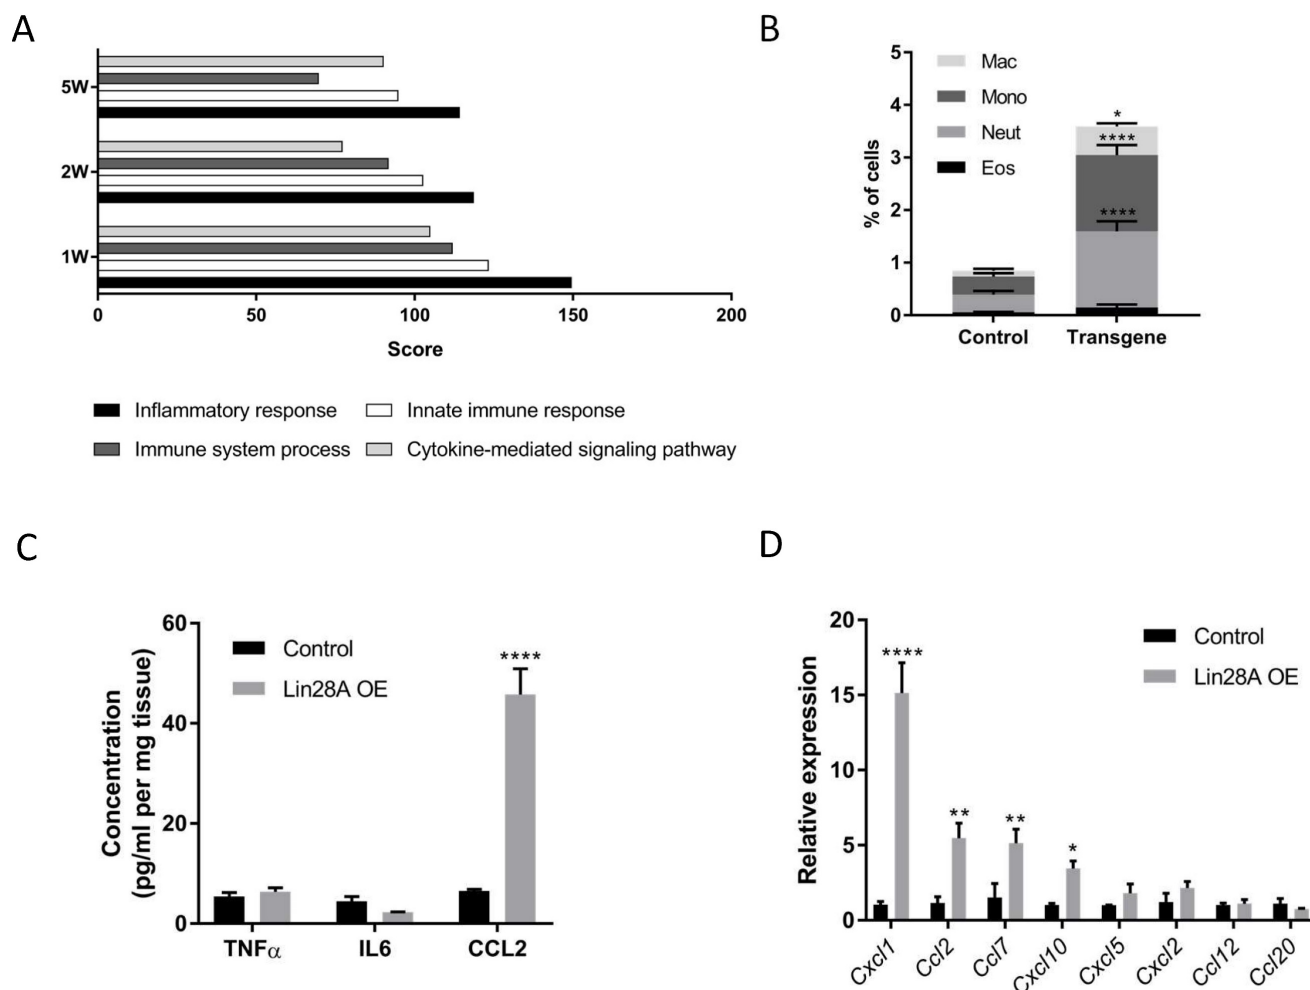 A
5W
2W
1W
0 50 100 150 200
Score
Inflammatory response
Innate immune response
Immune system process
Cytokine-mediated signaling pathway
B
5
4
3
2
1
0
% of cells
Mac
Mono
Neut
Eos
*
****
****
Control Transgene
C
60
40
20
0
Concentration
(pg/ml per mg tissue)
Control
Lin28A OE
****
TNFα IL6 CCL2
D
20
15
10
5
0
Relative expression
Control
Lin28A OE
****
**
**
*
Cxcl1 Ccl2 Ccl7 Cxcl10 Cxcl5 Cxcl2 Ccl12 Ccl20